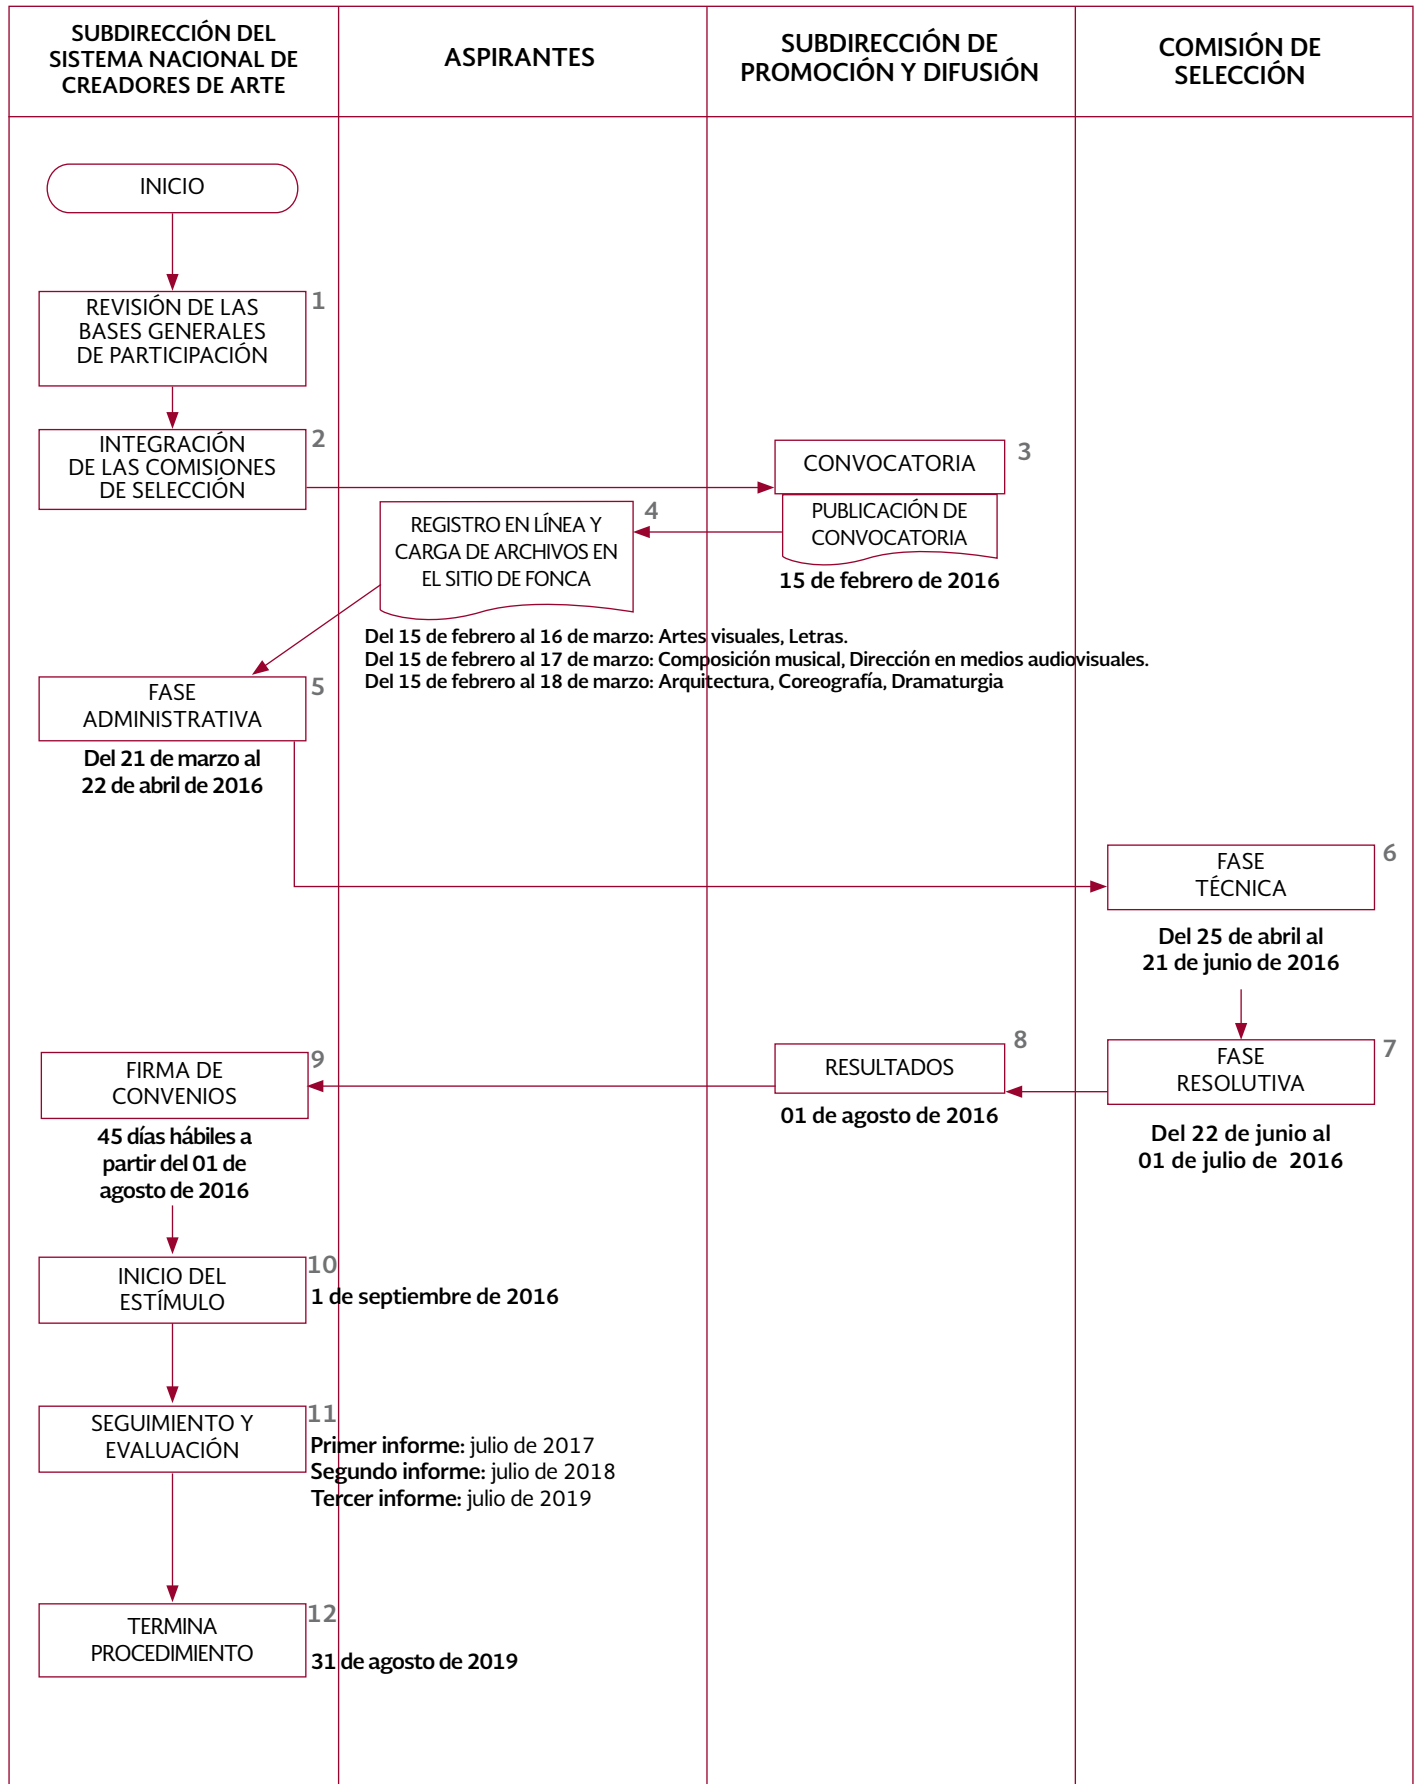 SUBDIRECCIÓN DEL
SISTEMA NACIONAL DE
CREADORES DE ARTE
ASPIRANTES
SUBDIRECCIÓN DE
PROMOCIÓN Y DIFUSIÓN
COMISIÓN DE
SELECCIÓN
INICIO
1
REVISIÓN DE LAS
BASES GENERALES
DE PARTICIPACIÓN
2
INTEGRACIÓN
DE LAS COMISIONES
DE SELECCIÓN
3
CONVOCATORIA
PUBLICACIÓN DE
CONVOCATORIA
15 de febrero de 2016
4
REGISTRO EN LÍNEA Y
CARGA DE ARCHIVOS EN
EL SITIO DE FONCA
Del 15 de febrero al 16 de marzo: Artes visuales, Letras.
Del 15 de febrero al 17 de marzo: Composición musical, Dirección en medios audiovisuales.
Del 15 de febrero al 18 de marzo: Arquitectura, Coreografía, Dramaturgia
5
FASE
ADMINISTRATIVA
Del 21 de marzo al
22 de abril de 2016
6
FASE
TÉCNICA
Del 25 de abril al
21 de junio de 2016
7
FASE
RESOLUTIVA
Del 22 de junio al
01 de julio de 2016
8
RESULTADOS
01 de agosto de 2016
9
FIRMA DE
CONVENIOS
45 días hábiles a
partir del 01 de
agosto de 2016
10
INICIO DEL
ESTÍMULO
1 de septiembre de 2016
11
SEGUIMIENTO Y
EVALUACIÓN
Primer informe: julio de 2017
Segundo informe: julio de 2018
Tercer informe: julio de 2019
12
TERMINA
PROCEDIMIENTO
31 de agosto de 2019